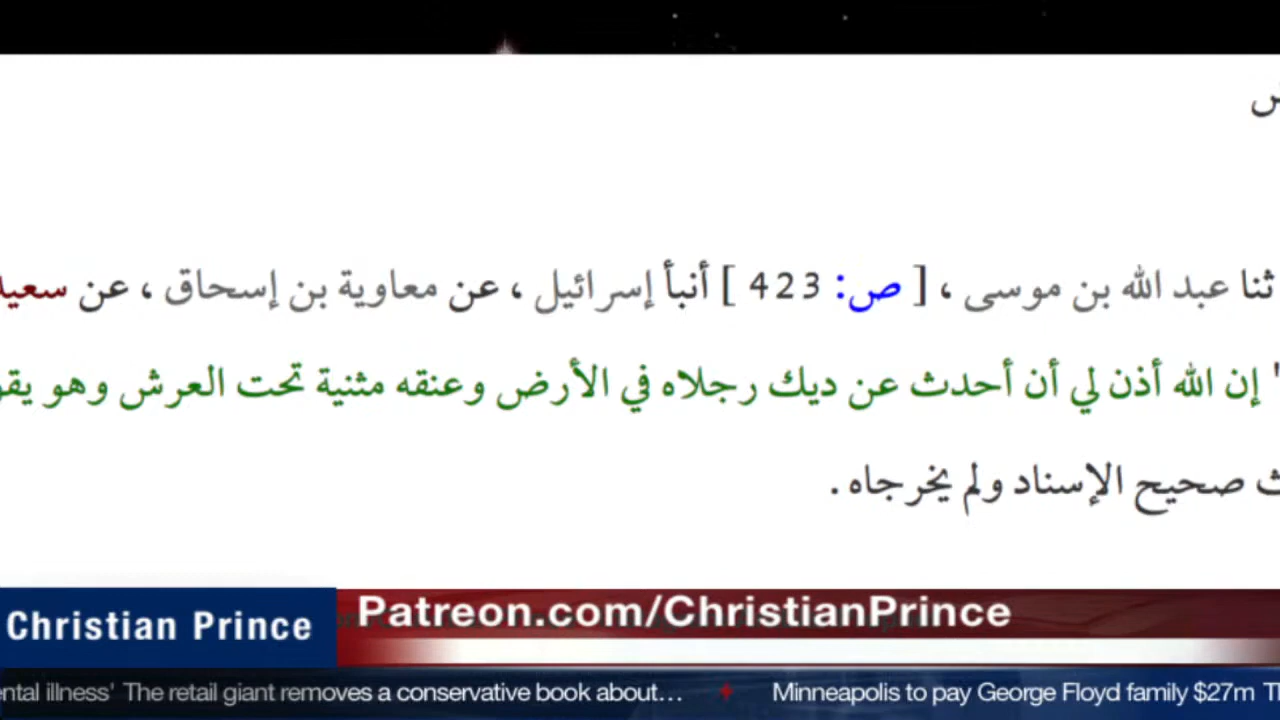 ثنا عبد الله بن موسى ، [ ص: 423 ] أنبأ إسرائيل ، عن معاوية بن إسحاق ، عن
" إن الله أذن لي أن أحدث عن ديك رجلاه في الأرض وعنقه مثنية تحت العرش وهو
صحيح الإسناد ولم يخرجاه .
Christian Prince
Patreon.com/ChristianPrince
illness' The retail giant removes a conservative book about… Minneapolis to pay George Floyd family $27m